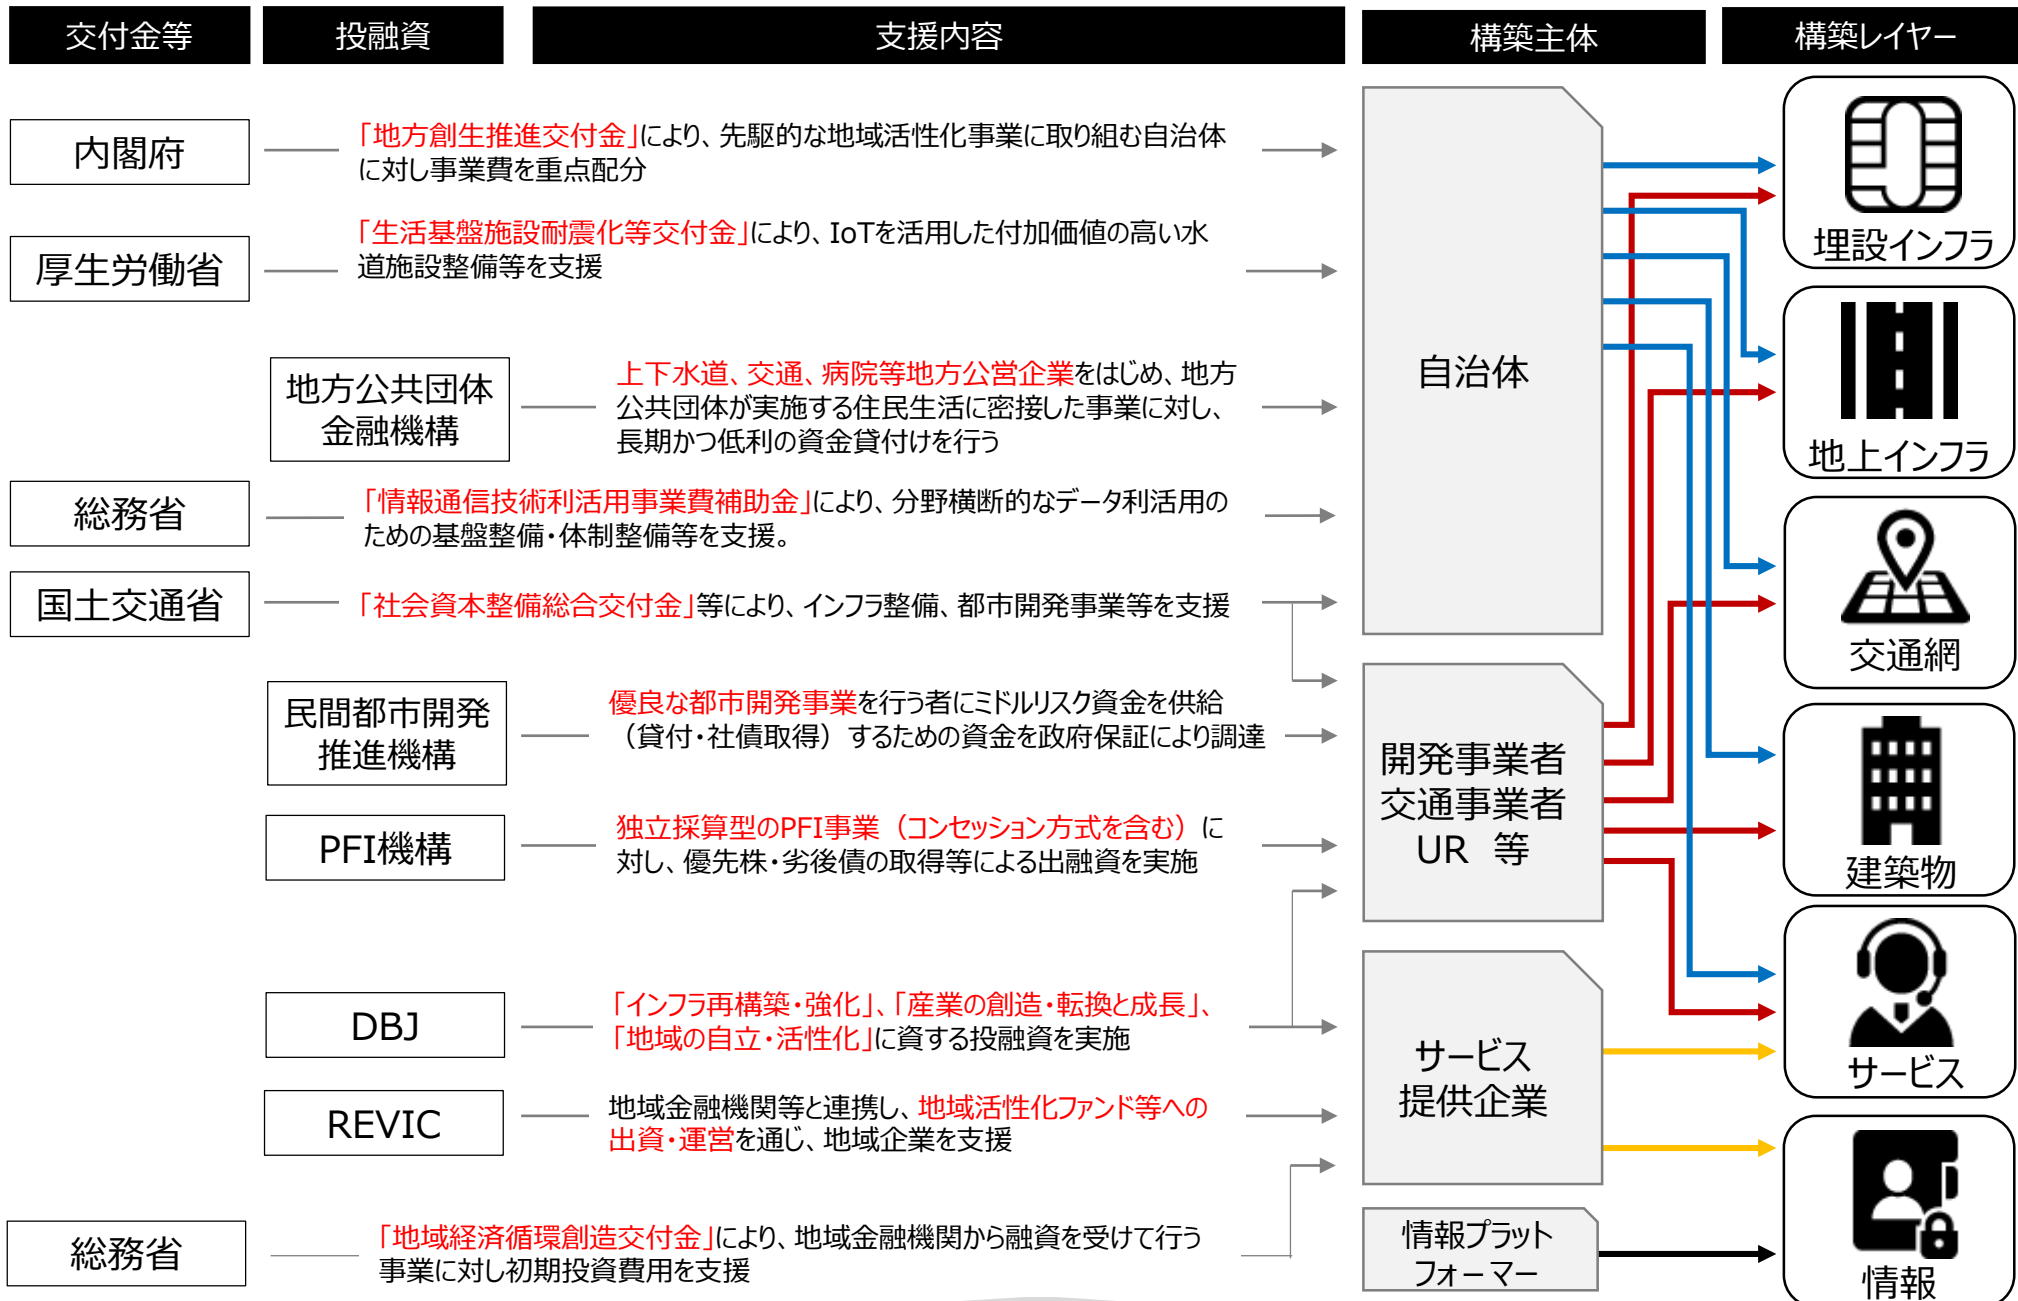 交付金等
投融資
支援内容
構築主体
構築レイヤー
内閣府
「地方創生推進交付金」により、先駆的な地域活性化事業に取り組む自治体
に対し事業費を重点配分
厚生労働省
「生活基盤施設耐震化等交付金」により、IoTを活用した付加価値の高い水
道施設整備等を支援
地方公共団体
金融機構
上下水道、交通、病院等地方公営企業をはじめ、地方
公共団体が実施する住民生活に密接した事業に対し、
長期かつ低利の資金貸付けを行う
総務省
「情報通信技術利活用事業費補助金」により、分野横断的なデータ利活用の
ための基盤整備・体制整備等を支援。
国土交通省
「社会資本整備総合交付金」等により、インフラ整備、都市開発事業等を支援
民間都市開発
推進機構
優良な都市開発事業を行う者にミドルリスク資金を供給
（貸付・社債取得）するための資金を政府保証により調達
PFI機構
独立採算型のPFI事業（コンセッション方式を含む）に
対し、優先株・劣後債の取得等による出融資を実施
DBJ
「インフラ再構築・強化」、「産業の創造・転換と成長」、
「地域の自立・活性化」に資する投融資を実施
REVIC
地域金融機関等と連携し、地域活性化ファンド等への
出資・運営を通じ、地域企業を支援
総務省
「地域経済循環創造交付金」により、地域金融機関から融資を受けて行う
事業に対し初期投資費用を支援
自治体
開発事業者
交通事業者
UR 等
サービス
提供企業
情報プラット
フォーマー
埋設インフラ
地上インフラ
交通網
建築物
サービス
情報